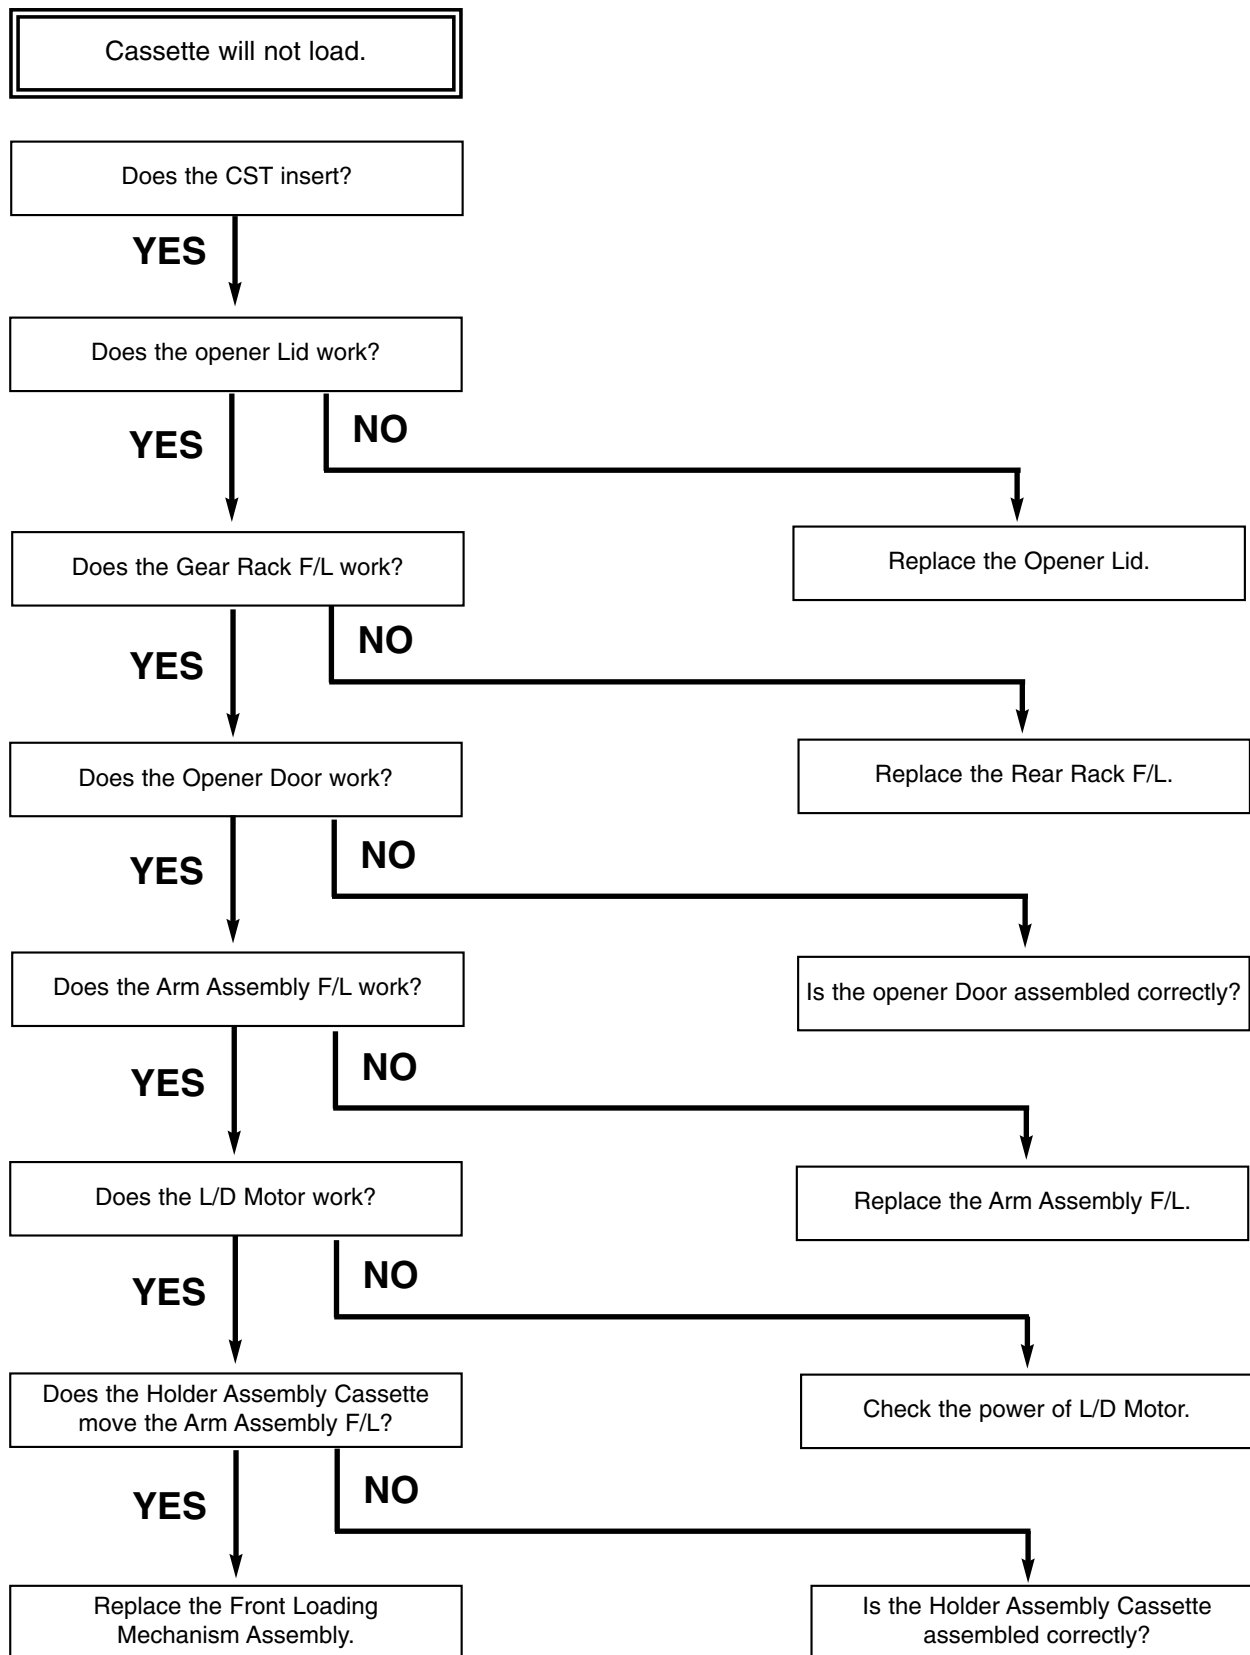 Cassette will not load.
Does the CST insert?
YES
Does the opener Lid work?
YES
NO
Does the Gear Rack F/L work?
Replace the Opener Lid.
YES
NO
Does the Opener Door work?
Replace the Rear Rack F/L.
YES
NO
Does the Arm Assembly F/L work?
Is the opener Door assembled correctly?
YES
NO
Does the L/D Motor work?
Replace the Arm Assembly F/L.
YES
NO
Does the Holder Assembly Cassette
move the Arm Assembly F/L?
Check the power of L/D Motor.
YES
NO
Replace the Front Loading
Mechanism Assembly.
Is the Holder Assembly Cassette
assembled correctly?